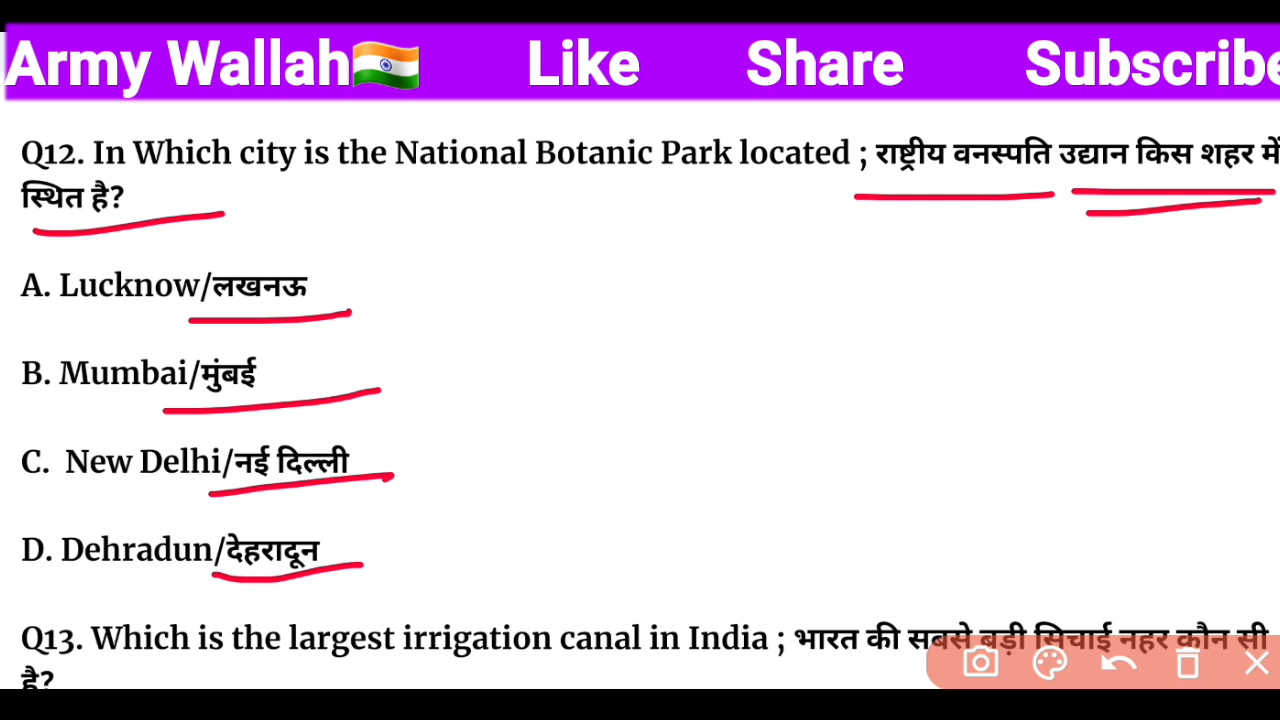 Army Wallah🇮🇳 Like Share Subscribe
Q12. In Which city is the National Botanic Park located ; राष्ट्रीय वनस्पति उद्यान किस शहर में
स्थित है?
A. Lucknow/लखनऊ
B. Mumbai/मुंबई
C. New Delhi/नई दिल्ली
D. Dehradun/देहरादून
Q13. Which is the largest irrigation canal in India ; भारत की सबसे बड़ी सिचाई नहर कौन सी
है?